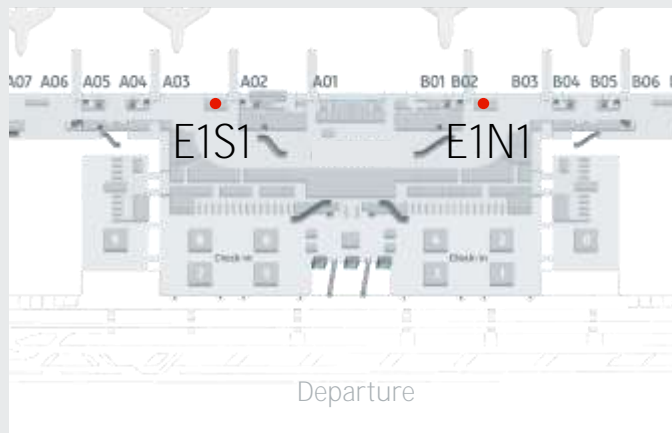 A07 A06 A05 A04 A03 A02 A01 B01 B02 B03 B04 B05 B06
E1S1 E1N1
Check-in Check-in
Departure